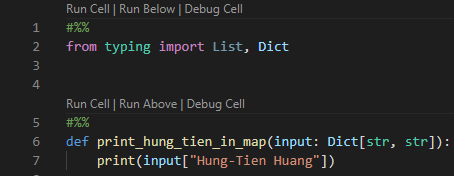 Run Cell | Run Below | Debug Cell
1 #%%
2 from typing import List, Dict
3
4
Run Cell | Run Above | Debug Cell
5 #%%
6 def print_hung_tien_in_map(input: Dict[str, str]):
7     print(input["Hung-Tien Huang"])